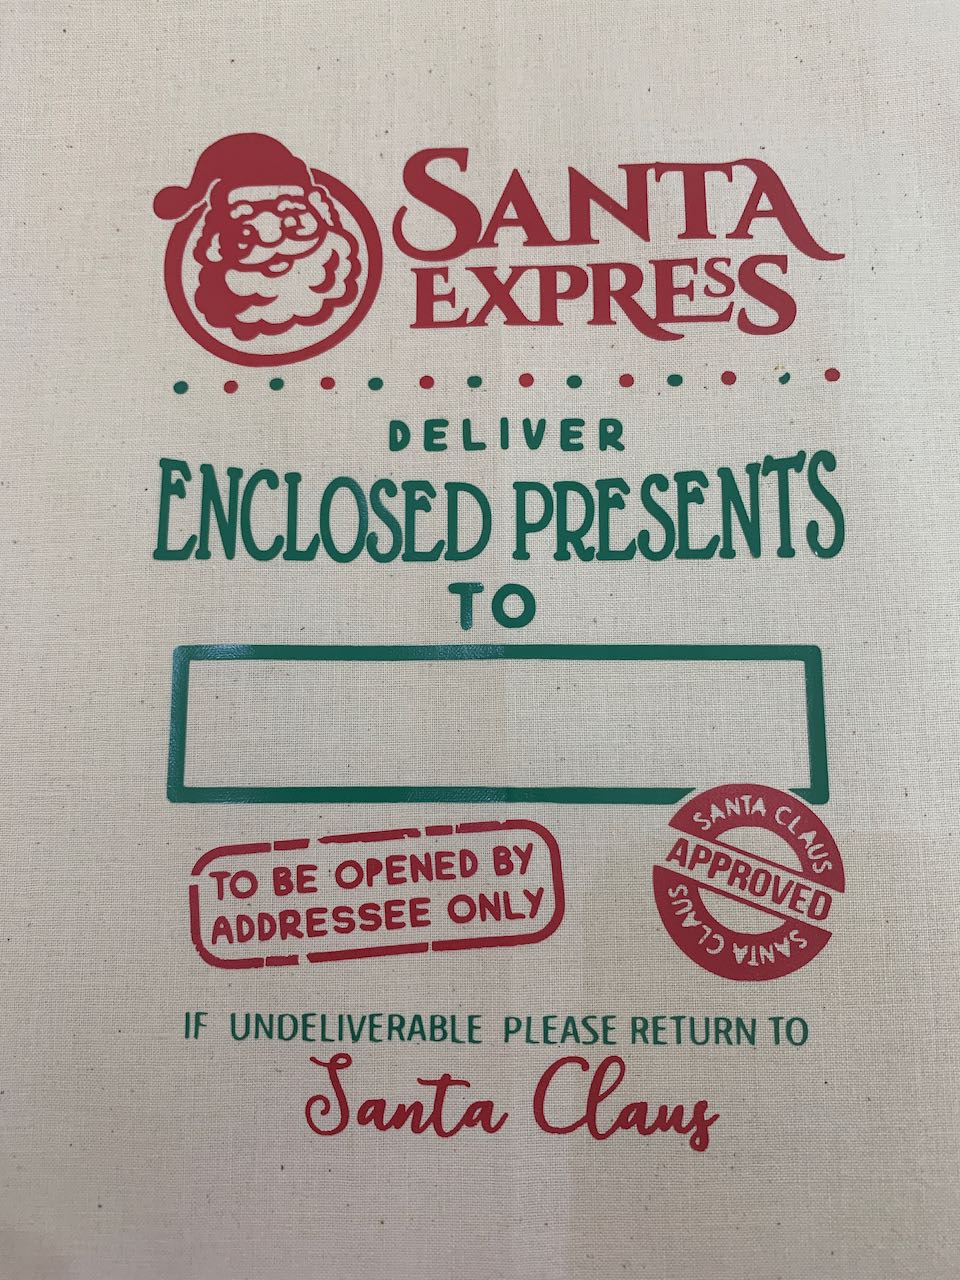 SANTA
EXPRESS
DELIVER
ENCLOSED PRESENTS
TO
TO BE OPENED BY
ADDRESSEE ONLY
SANTA CLAUS
APPROVED
SANTA CLAUS
IF UNDELIVERABLE PLEASE RETURN TO
Santa Claus